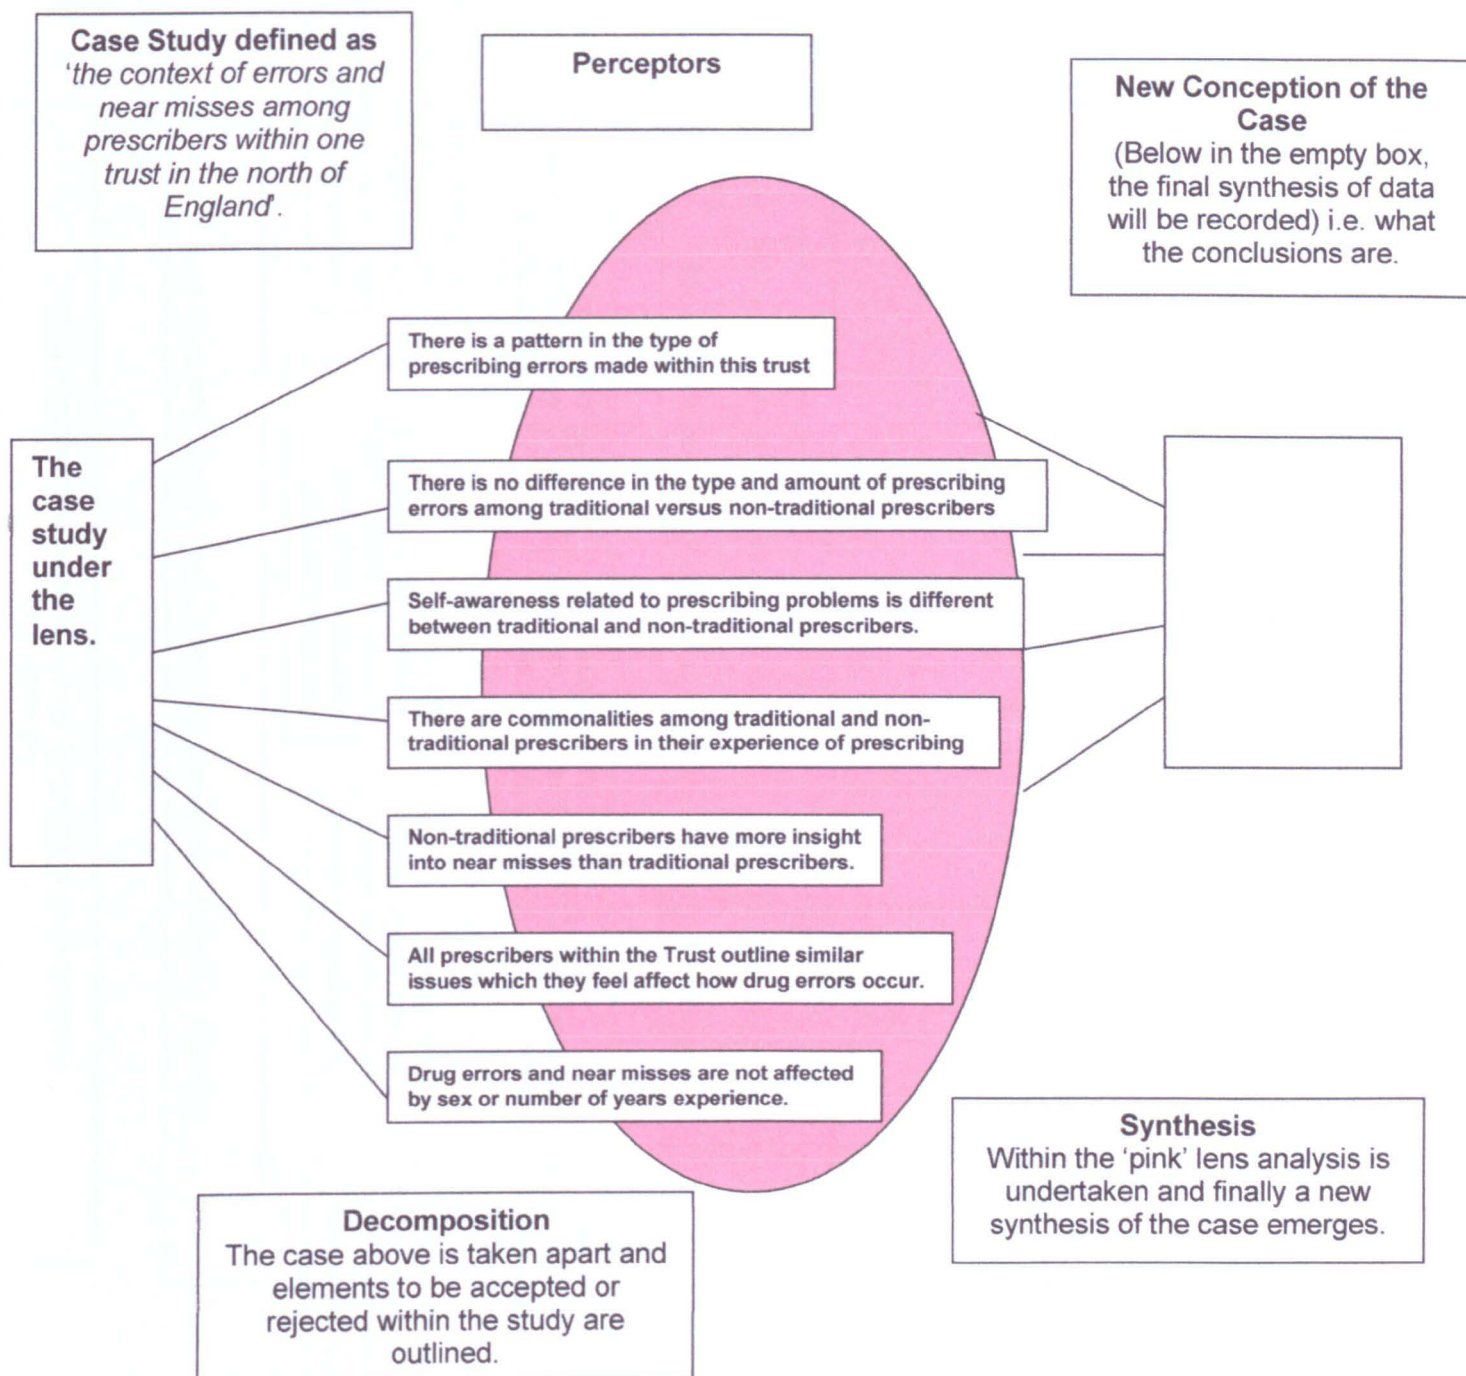 Case Study defined as
'the context of errors and
near misses among
prescribers within one
trust in the north of
England'.
Perceptors
New Conception of the
Case
(Below in the empty box,
the final synthesis of data
will be recorded) i.e. what
the conclusions are.
The
case
study
under
the
lens.
There is a pattern in the type of
prescribing errors made within this trust
There is no difference in the type and amount of prescribing
errors among traditional versus non-traditional prescribers
Self-awareness related to prescribing problems is different
between traditional and non-traditional prescribers.
There are commonalities among traditional and non-
traditional prescribers in their experience of prescribing
Non-traditional prescribers have more insight
into near misses than traditional prescribers.
All prescribers within the Trust outline similar
issues which they feel affect how drug errors occur.
Drug errors and near misses are not affected
by sex or number of years experience.
Decomposition
The case above is taken apart and
elements to be accepted or
rejected within the study are
outlined.
Synthesis
Within the 'pink' lens analysis is
undertaken and finally a new
synthesis of the case emerges.